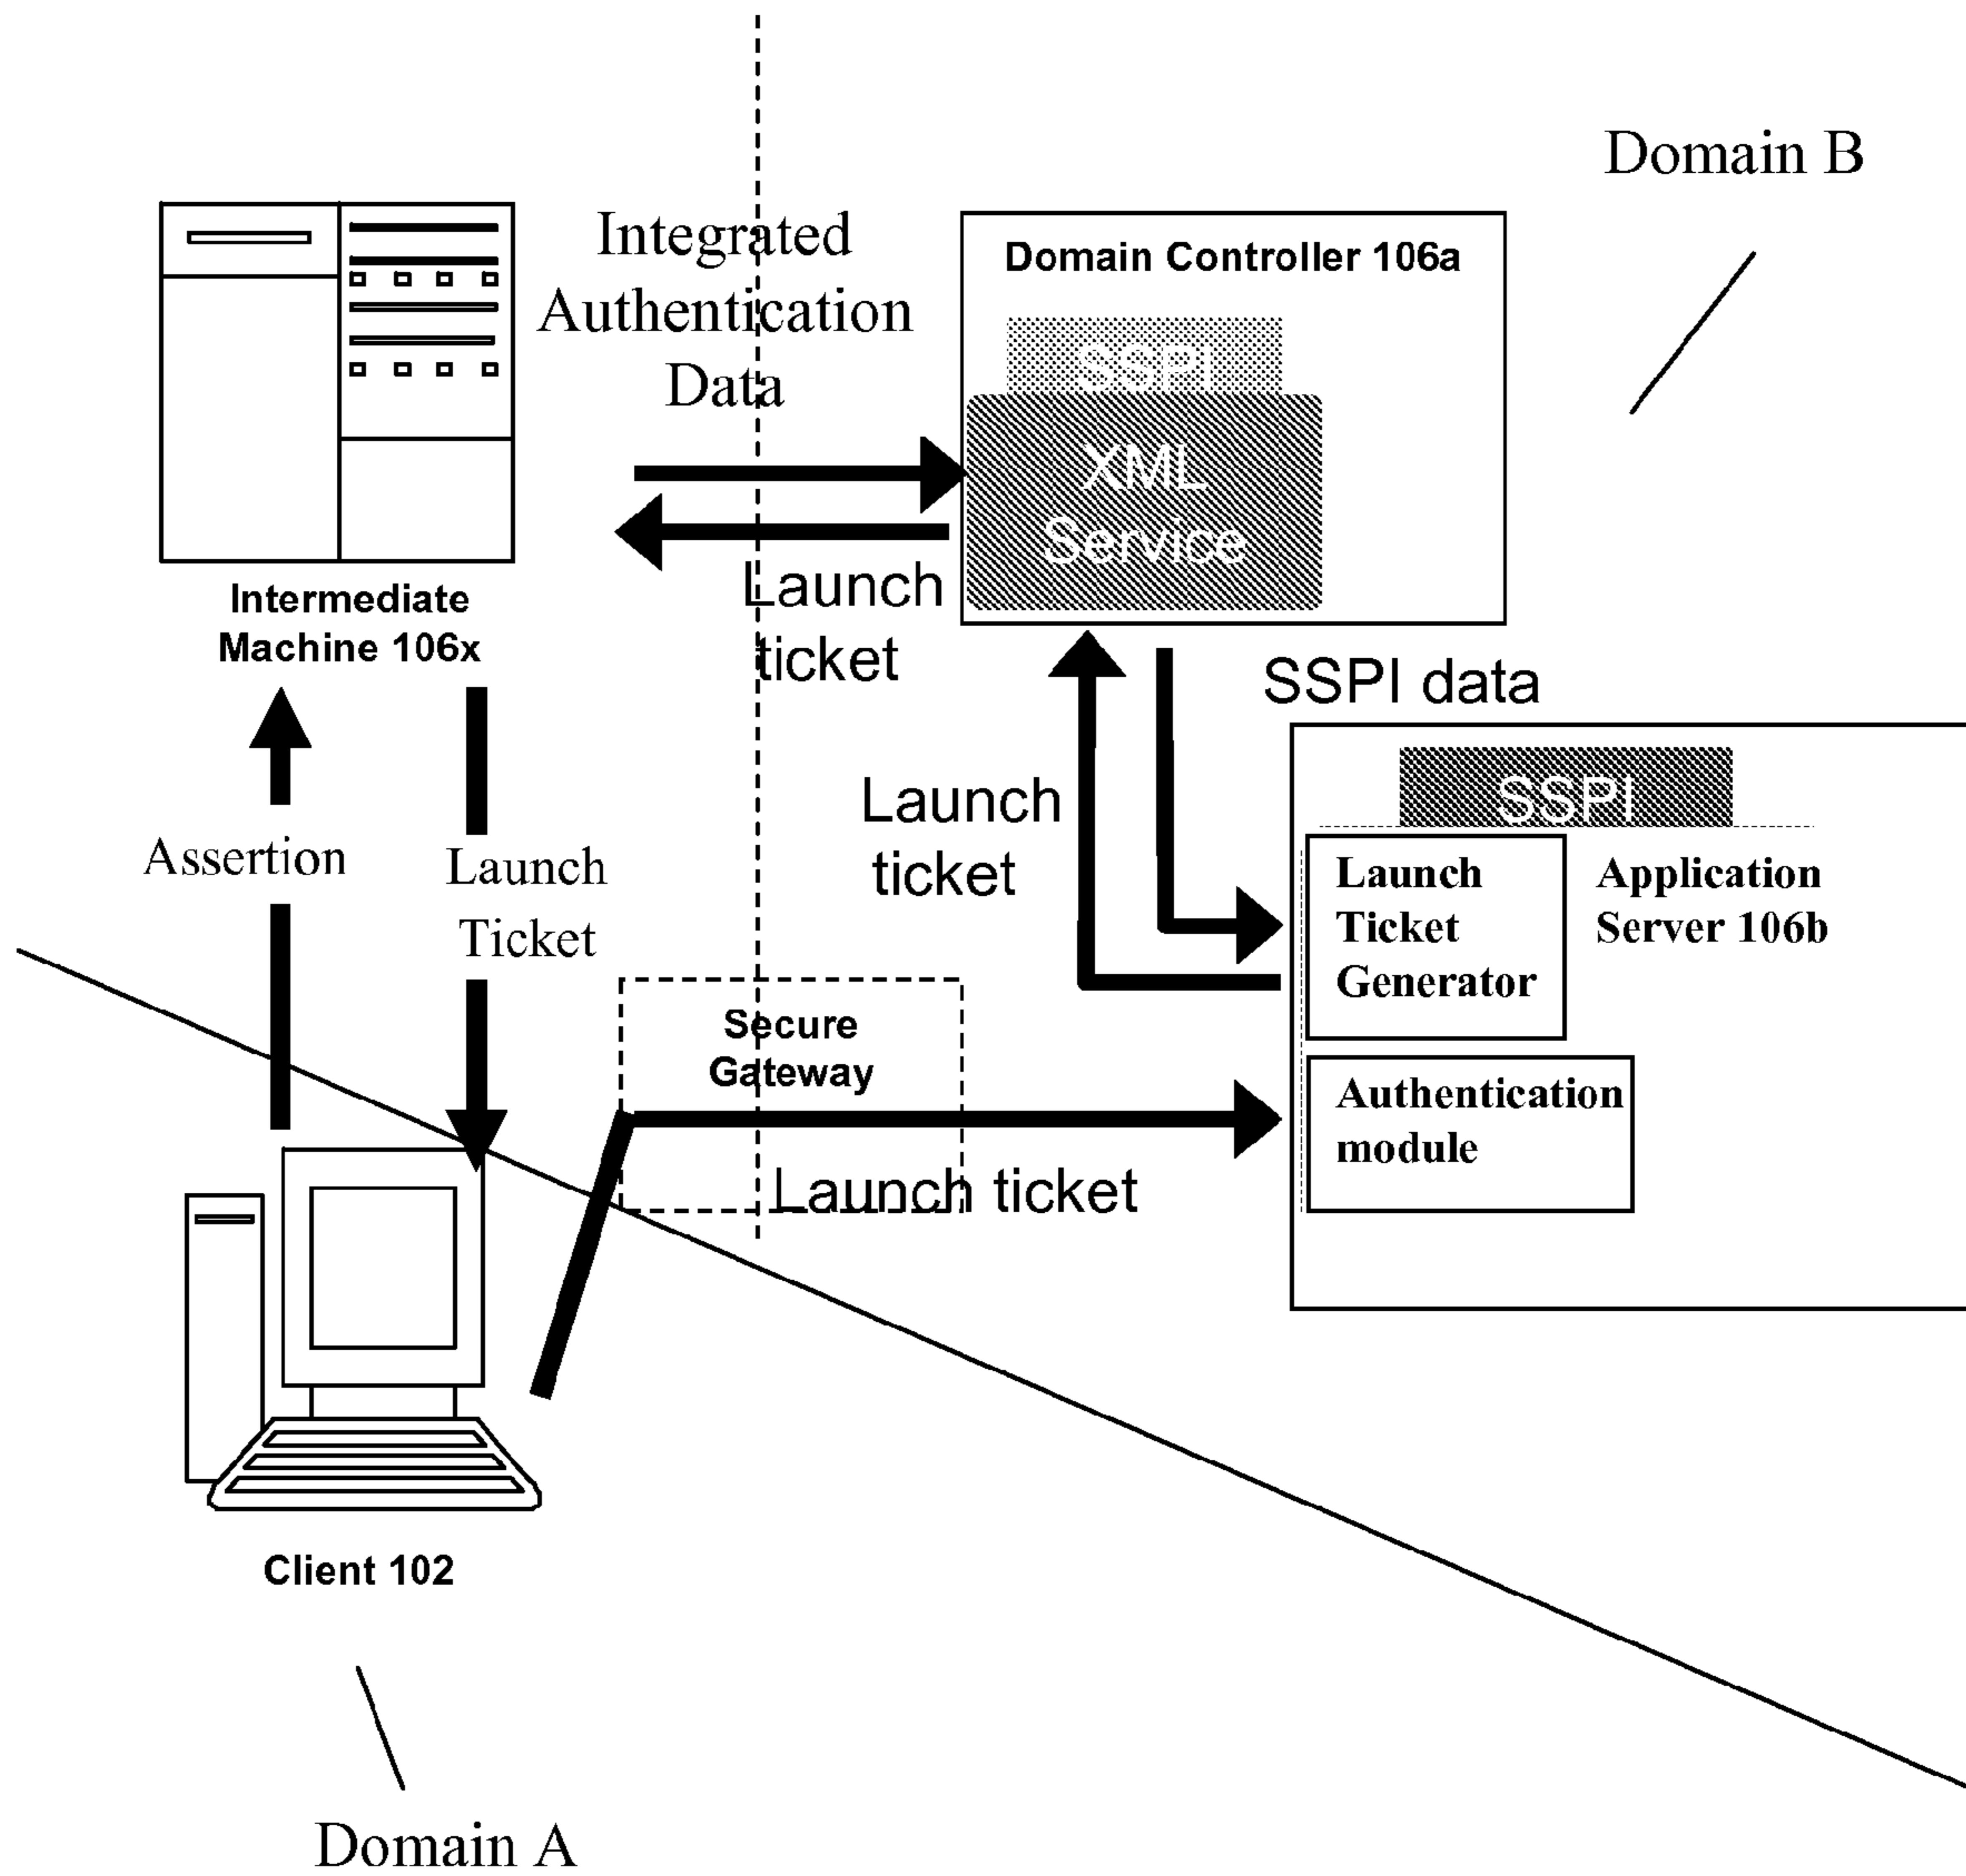 Domain B
Integrated
Authentication
Data
Domain Controller 106a
SSPI
XML
Service
Launch
ticket
Intermediate
Machine 106x
SSPI data
SSPI
Launch
ticket
Assertion
Launch
Ticket
Launch
Ticket
Generator
Application
Server 106b
Secure
Gateway
Authentication
module
Launch ticket
Client 102
Domain A